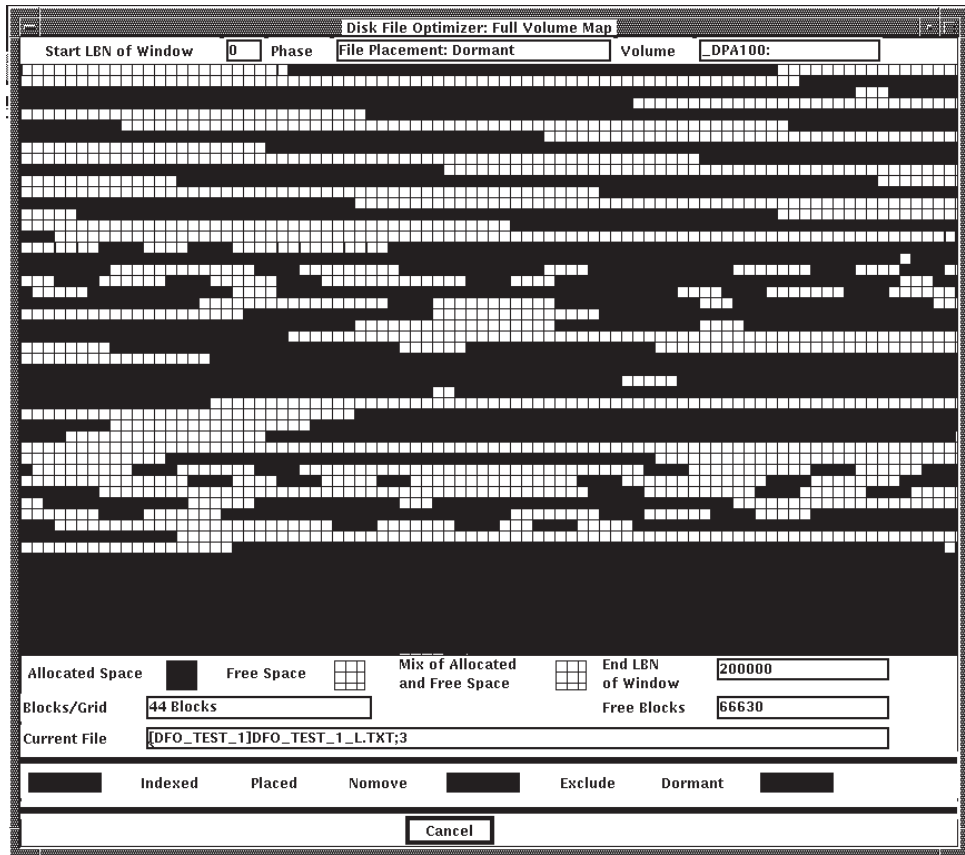 Disk File Optimizer: Full Volume Map
Start LBN of Window 0 Phase File Placement: Dormant Volume _DPA100:
Allocated Space Free Space Mix of Allocated and Free Space End LBN of Window 200000
Blocks/Grid 44 Blocks Free Blocks 66630
Current File [DFO_TEST_1]DFO_TEST_1_L.TXT;3
Indexed Placed Nomove Exclude Dormant
Cancel